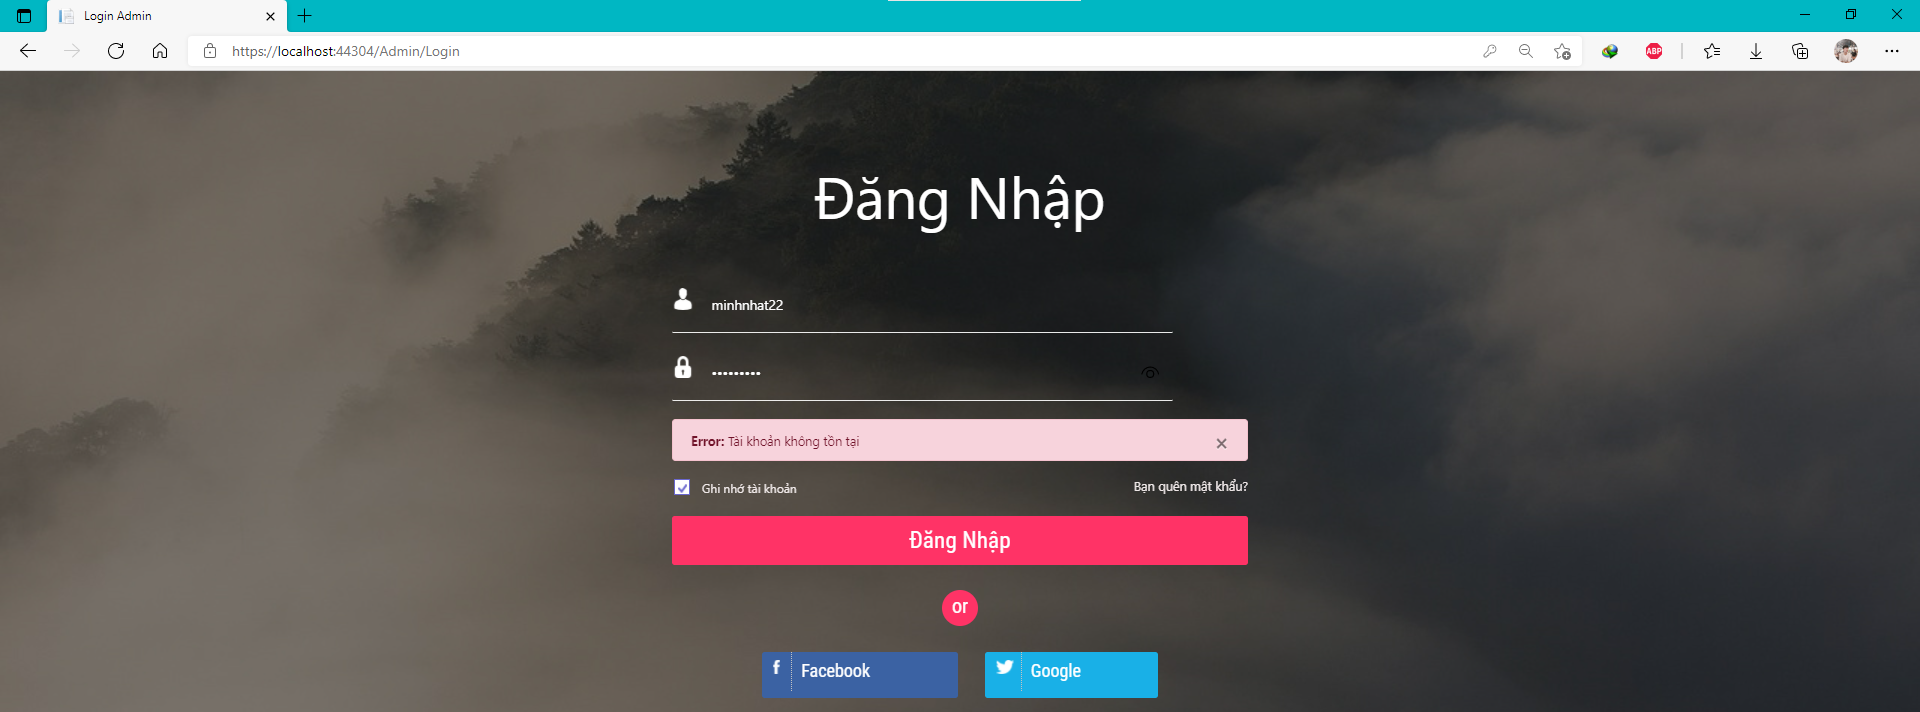 Login Admin
https://localhost:44304/Admin/Login
ABP
Đăng Nhập
minhnhat22
•••••••••
Error: Tài khoản không tồn tại
Ghi nhớ tài khoản
Bạn quên mật khẩu?
Đăng Nhập
or
f Facebook
Google